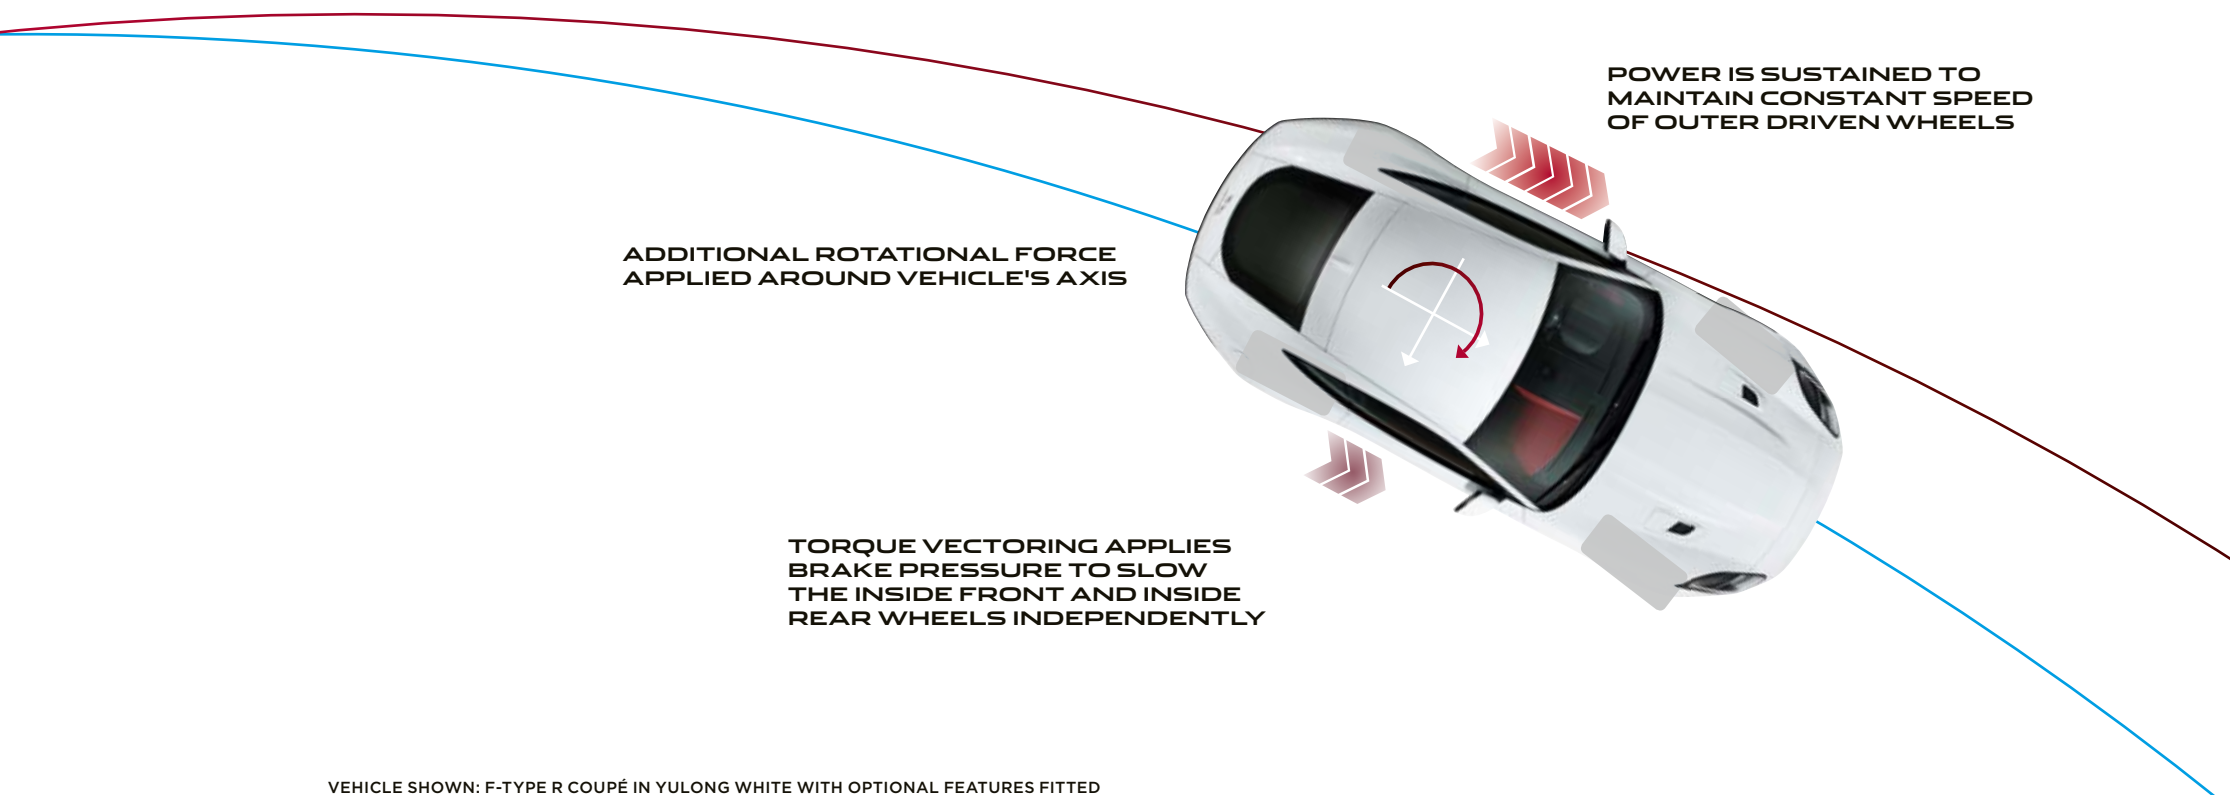 POWER IS SUSTAINED TO
MAINTAIN CONSTANT SPEED
OF OUTER DRIVEN WHEELS
ADDITIONAL ROTATIONAL FORCE
APPLIED AROUND VEHICLE'S AXIS
TORQUE VECTORING APPLIES
BRAKE PRESSURE TO SLOW
THE INSIDE FRONT AND INSIDE
REAR WHEELS INDEPENDENTLY
VEHICLE SHOWN: F-TYPE R COUPÉ IN YULONG WHITE WITH OPTIONAL FEATURES FITTED